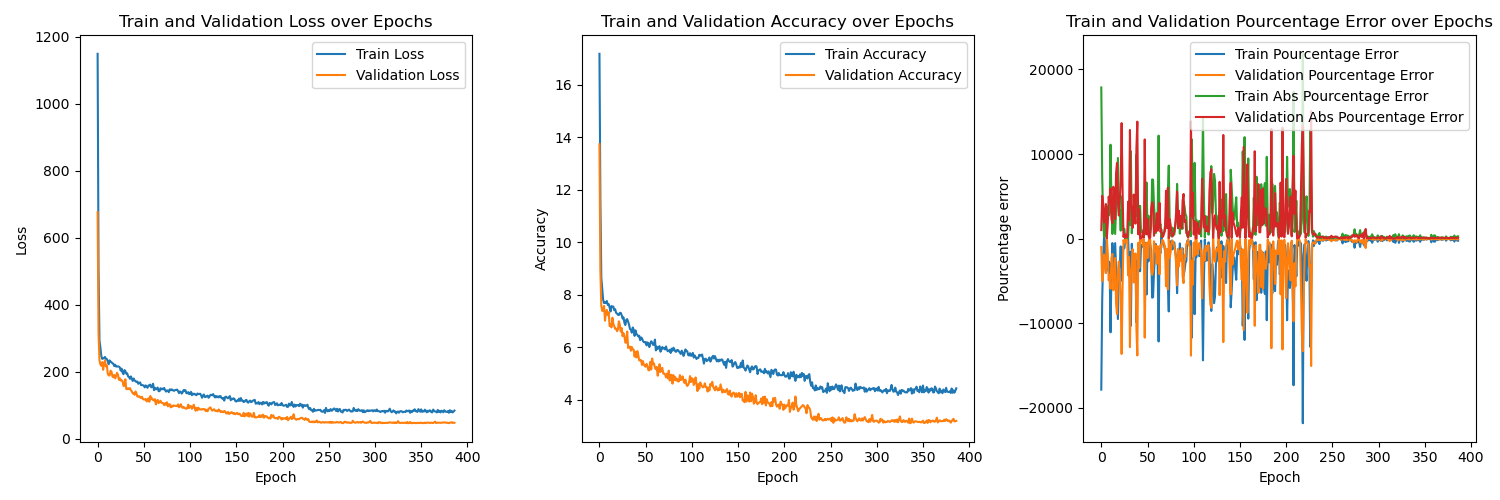 Train and Validation Loss over Epochs
Loss
1200
1000
800
600
400
200
0
0 50 100 150 200 250 300 350 400
Epoch
Train Loss
Validation Loss
Train and Validation Accuracy over Epochs
Accuracy
16
14
12
10
8
6
4
0 50 100 150 200 250 300 350 400
Epoch
Train Accuracy
Validation Accuracy
Train and Validation Pourcentage Error over Epochs
Pourcentage error
20000
10000
0
−10000
−20000
0 50 100 150 200 250 300 350 400
Epoch
Train Pourcentage Error
Validation Pourcentage Error
Train Abs Pourcentage Error
Validation Abs Pourcentage Error